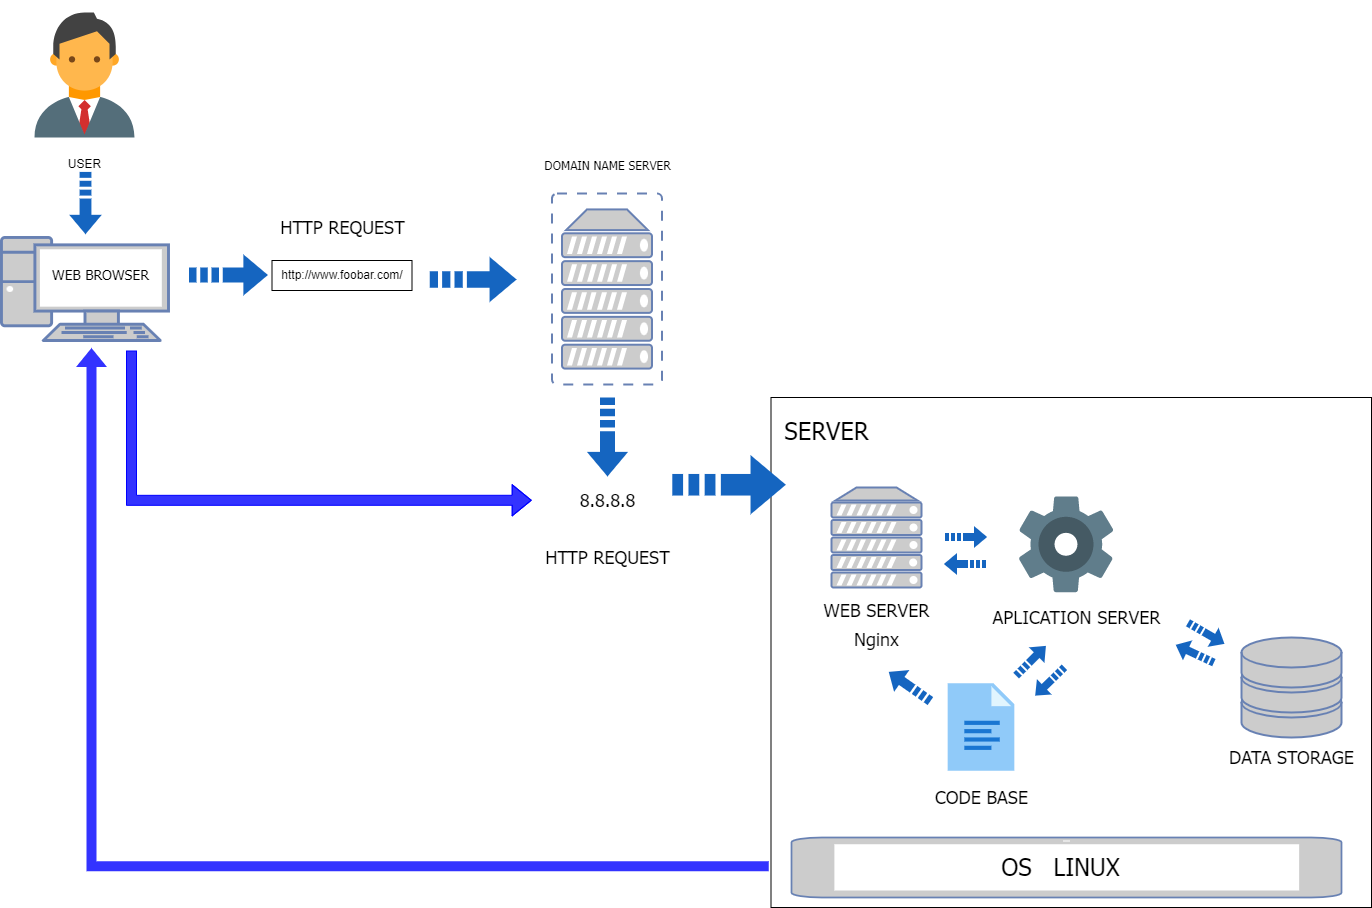 USER
DOMAIN NAME SERVER
HTTP REQUEST
WEB BROWSER
http://www.foobar.com/
SERVER
8.8.8.8
HTTP REQUEST
WEB SERVER
Nginx
APLICATION SERVER
DATA STORAGE
CODE BASE
OS LINUX